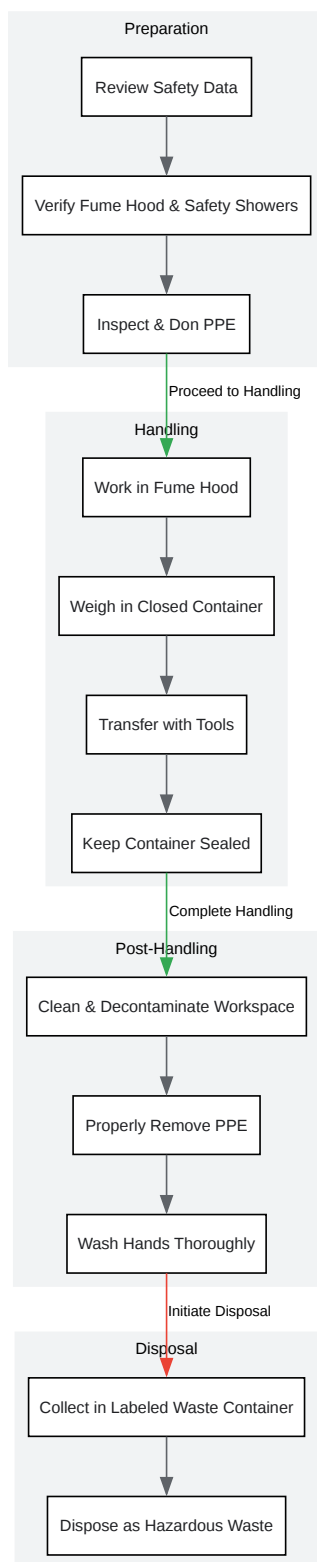 Preparation
Review Safety Data
Verify Fume Hood & Safety Showers
Inspect & Don PPE
Proceed to Handling
Handling
Work in Fume Hood
Weigh in Closed Container
Transfer with Tools
Keep Container Sealed
Complete Handling
Post-Handling
Clean & Decontaminate Workspace
Properly Remove PPE
Wash Hands Thoroughly
Initiate Disposal
Disposal
Collect in Labeled Waste Container
Dispose as Hazardous Waste